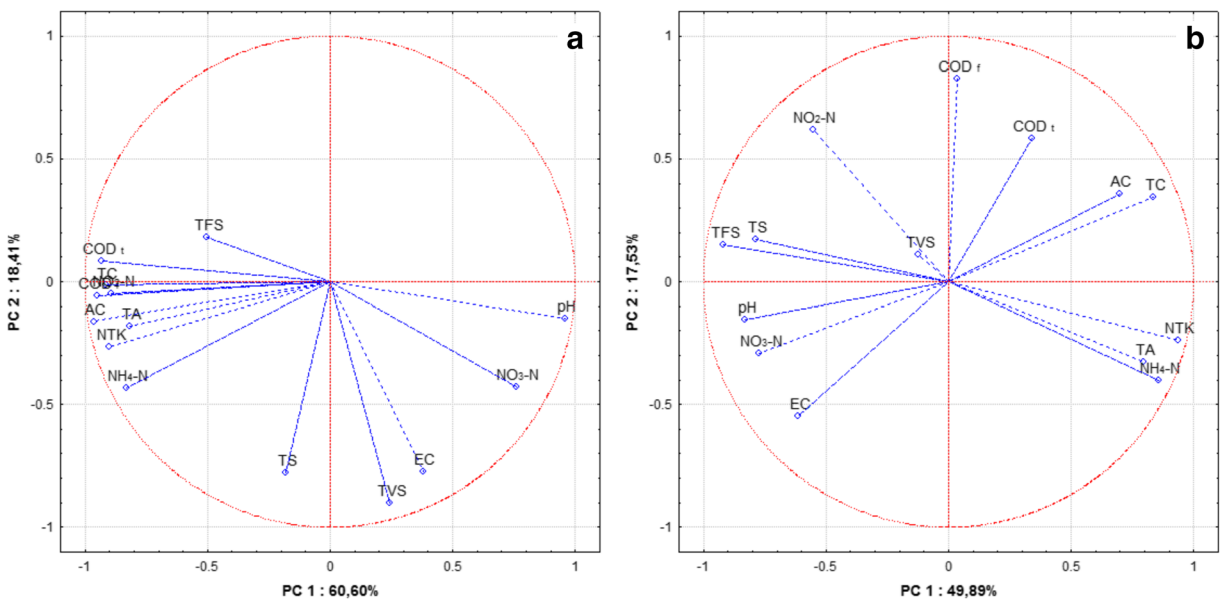 a
1
0.5
0
-0.5
-1
PC 2 : 18,41%
TFS
COD t
TC
AC
TA
NTK
NH4-N
pH
NO3-N
TS
EC
TVS
-1
-0.5
0
0.5
1
PC 1 : 60,60%
b
1
0.5
0
-0.5
-1
PC 2 : 17,53%
COD f
NO2-N
COD t
AC
TC
TFS
TS
TVS
pH
NO3-N
NTK
TA
NH4-N
EC
-1
-0.5
0
0.5
1
PC 1 : 49,89%